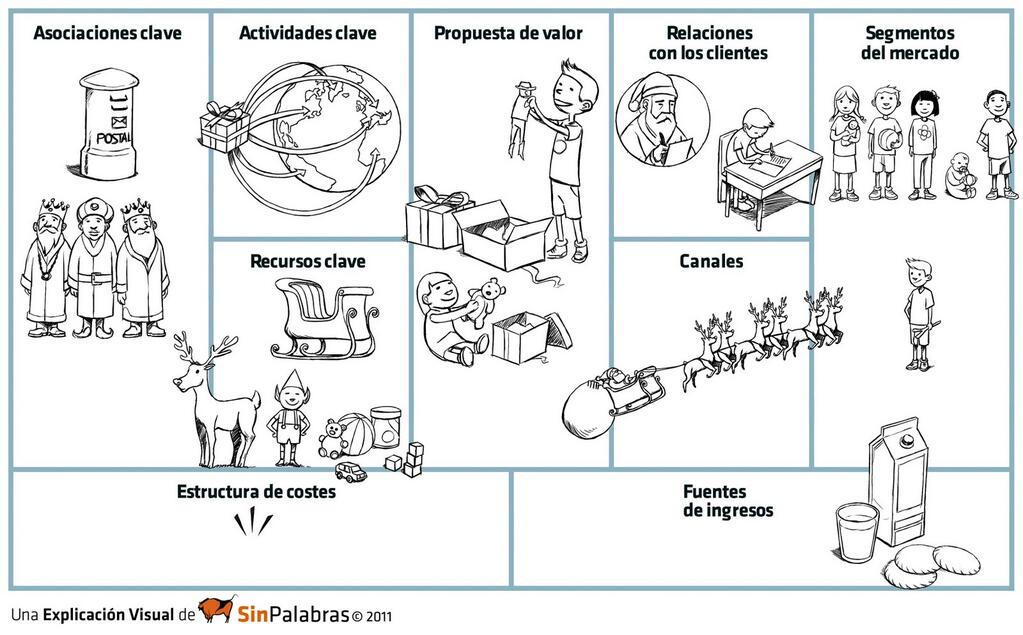 Asociaciones clave
POSTAL
Actividades clave
Recursos clave
Propuesta de valor
Relaciones
con los clientes
Canales
Segmentos
del mercado
Estructura de costes
Fuentes
de ingresos
Una Explicación Visual de SinPalabras © 2011